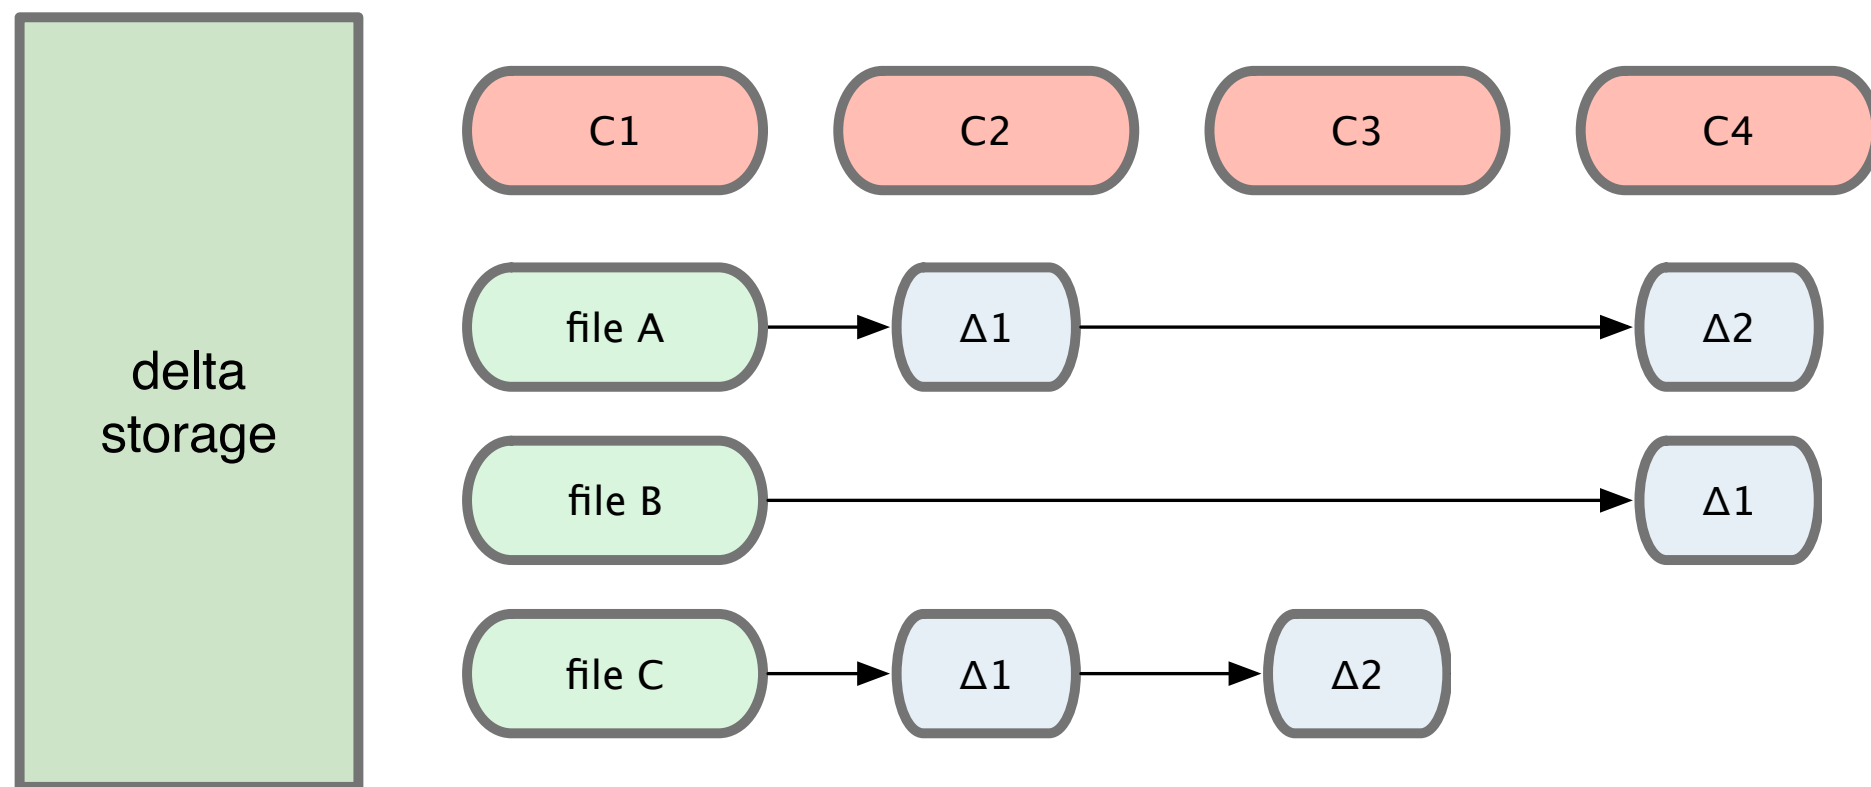 delta
storage
C1
C2
C3
C4
file A
Δ1
Δ2
file B
Δ1
file C
Δ1
Δ2